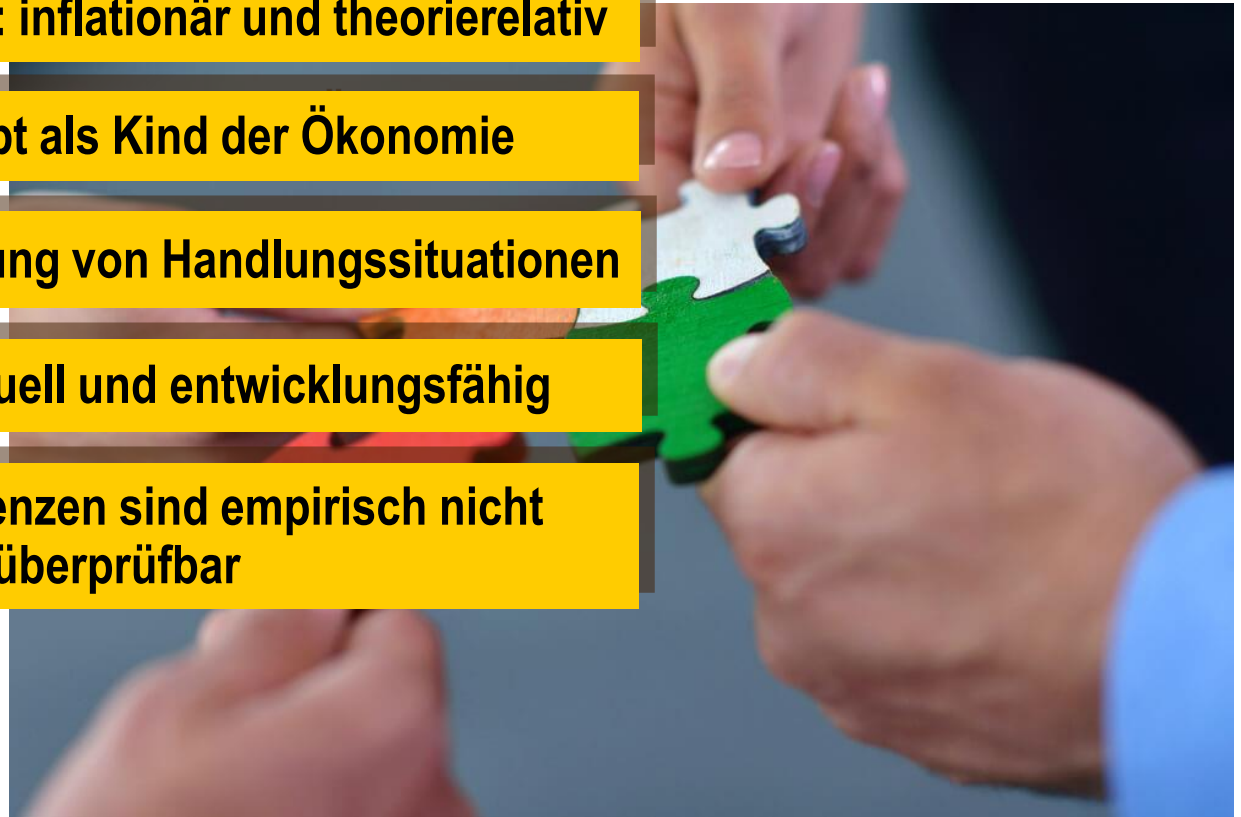 : inflationär und theorierelativ
als Kind der Ökonomie
von Handlungssituationen
und entwicklungsfähig
sind empirisch nicht
überprüfbar